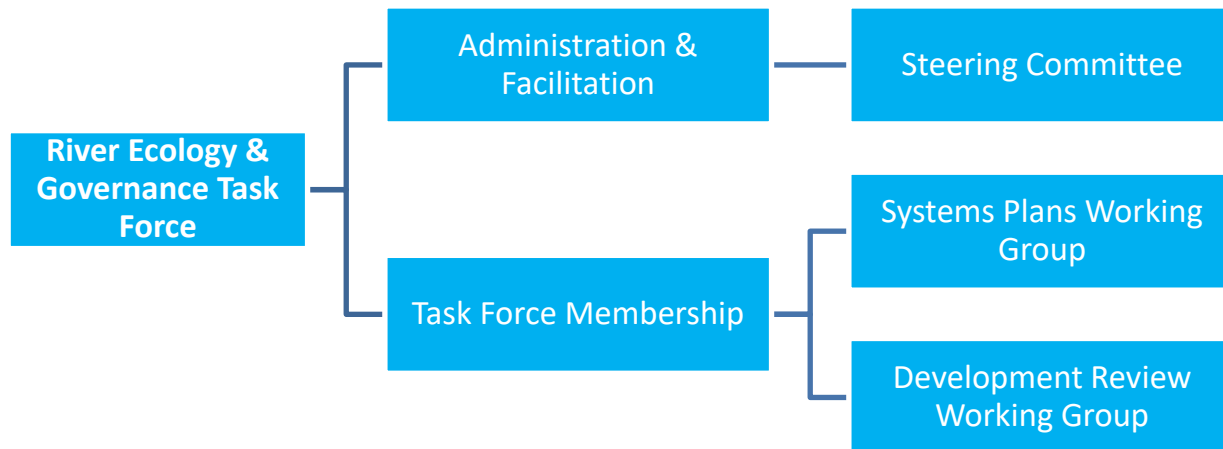 Administration &
Facilitation
Steering Committee
River Ecology &
Governance Task
Force
Systems Plans Working
Group
Task Force Membership
Development Review
Working Group